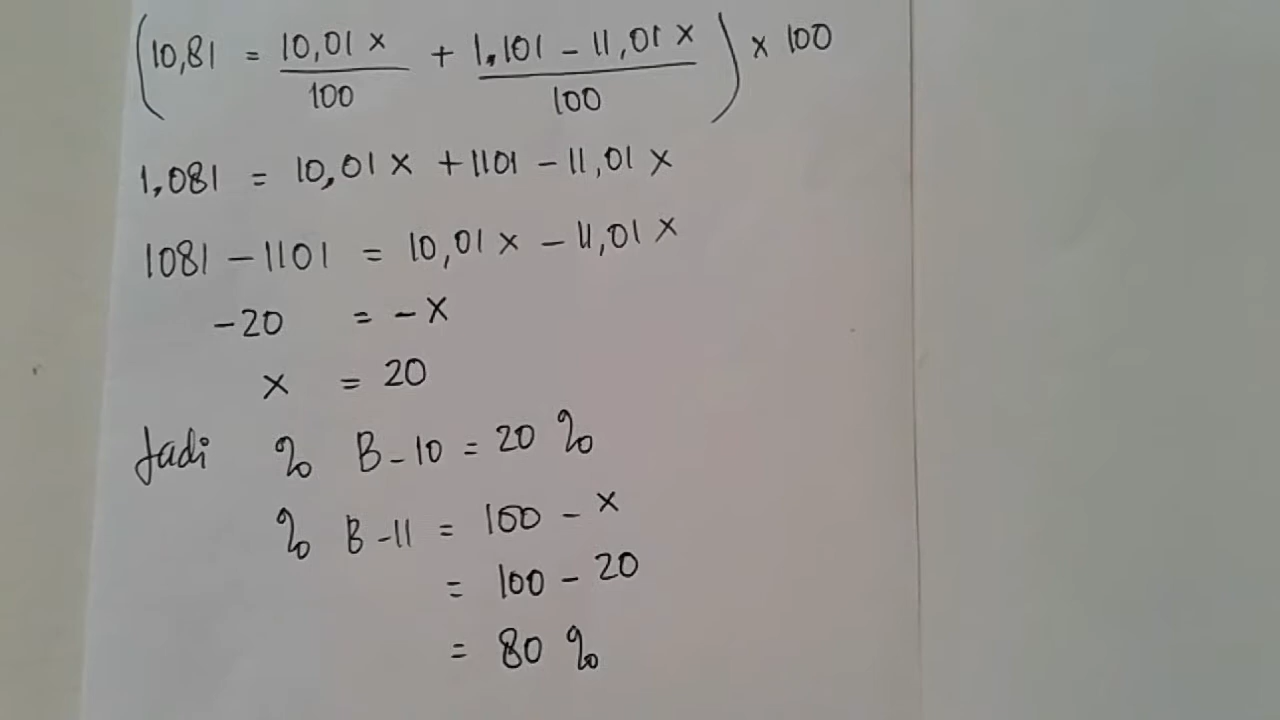 (10,81 = 10,01 x / 100 + 1,101 - 11,01 x / 100) x 100
1,081 = 10,01 x + 1101 - 11,01 x
1081 - 1101 = 10,01 x - 11,01 x
-20 = - x
x = 20
Jadi % B-10 = 20 %
% B-11 = 100 - x
= 100 - 20
= 80 %